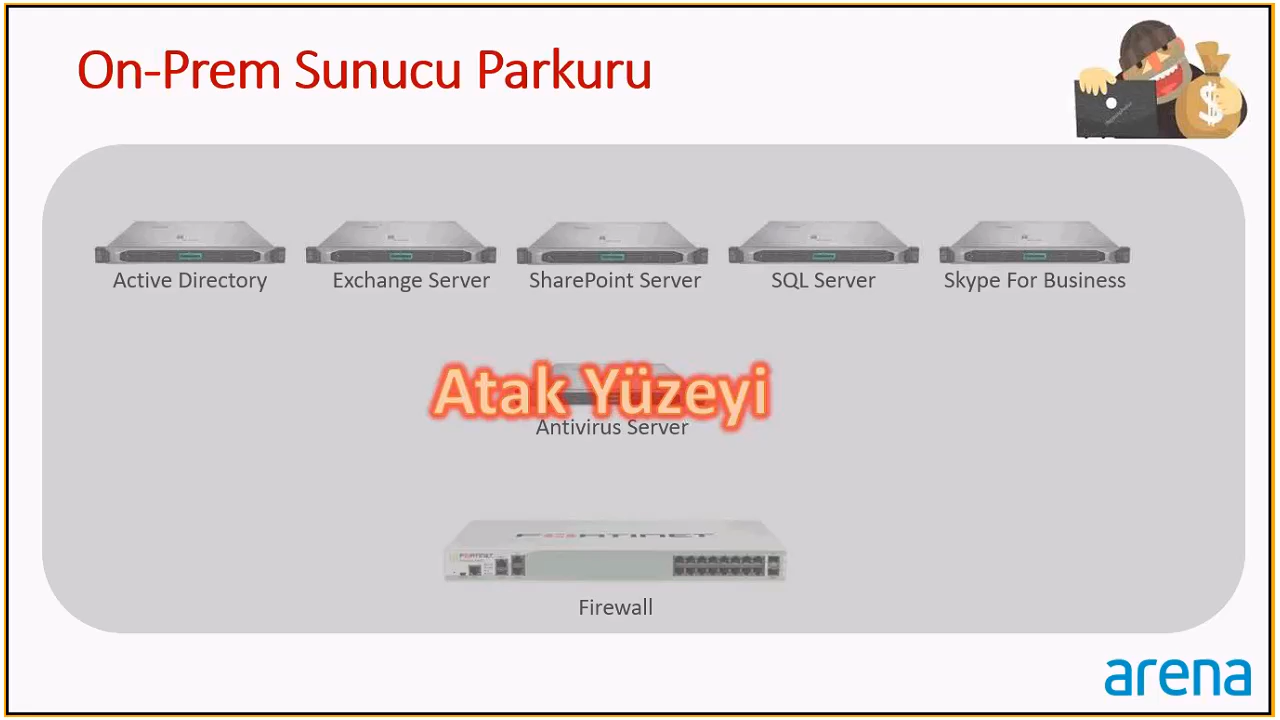 On-Prem Sunucu Parkuru
$
Active Directory
Exchange Server
SharePoint Server
SQL Server
Skype For Business
Atak Yüzeyi
Antivirus Server
FORTINET
FORTINET
Firewall
arena